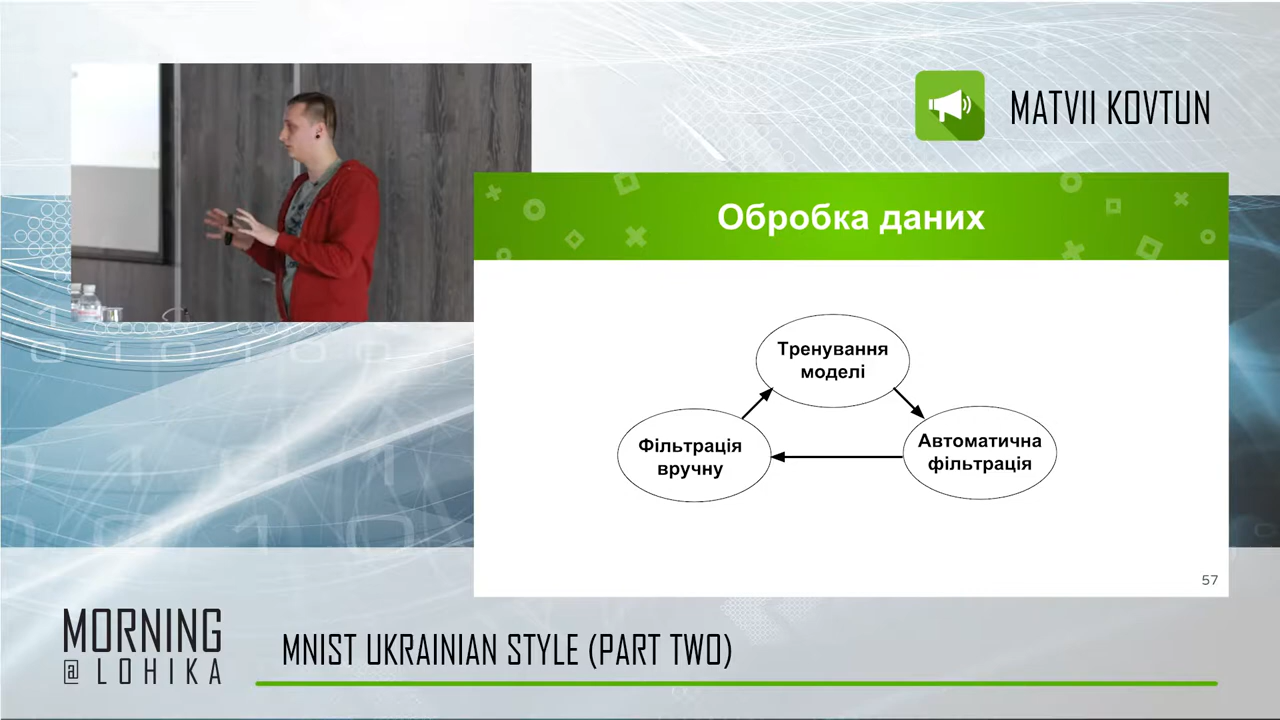 MATVII KOVTUN
Обробка даних
Тренування
моделі
Фільтрація
вручну
Автоматична
фільтрація
57
MORNING
@ LOHIKA
MNIST UKRAINIAN STYLE (PART TWO)